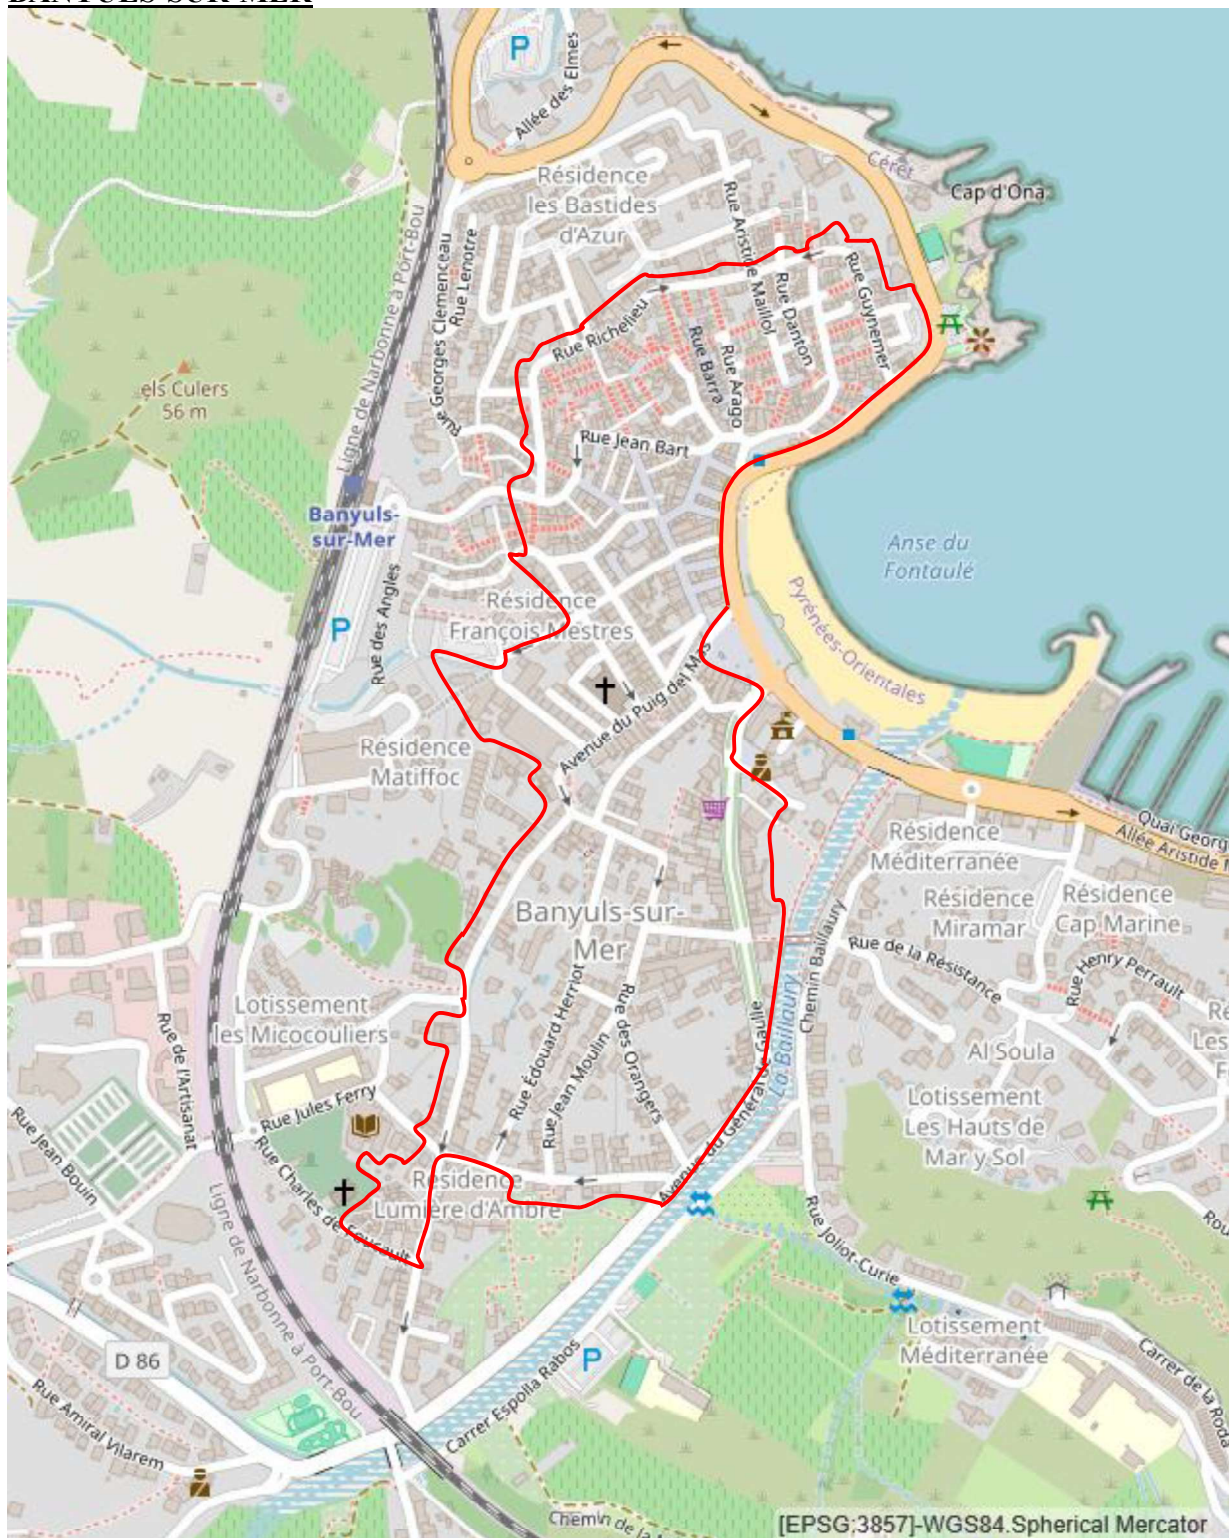 BANYULS-SUR-MER
P
Allée des Elmes
Céret
Cap d'Ona
Résidence
les Bastides
d'Azur
Rue Aristide Maillol
Rue Lenotre
Rue Georges Clemenceau
Ligne de Narbonne à Port-Bou
Rue Guynemer
Rue Danton
Rue Richelieu
Rue Barra
Rue Arago
els Culers
56 m
Rue Jean Bart
Banyuls-
sur-Mer
Anse du
Fontaulé
Pyrénées-Orientales
P
Rue des Angles
Résidence
François Mestres
Avenue du Puig del Mas
Résidence
Matiffoc
Quai Georg
Allée Aristide M
Résidence
Méditerranée
Résidence
Miramar
Résidence
Cap Marine
Banyuls-sur-
Mer
Chemin Baillaury
Rue de la Résistance
Rue Henry Perrault
La Baillaury
Lotissement
les Micocouliers
Rue Édouard Herriot
Rue des Orangers
Rue Jean Moulin
Avenue du Général de Gaulle
Al Soula
Ré
Les
F
Rue de l'Artisanat
Rue Jules Ferry
Rue Jean Bouin
Lotissement
Les Hauts de
Mar y Sol
Rue Charles de Foucault
Résidence
Lumière d'Ambre
Ligne de Narbonne à Port-Bou
Rue Joliot-Curie
Rou
Lotissement
Méditerranée
D 86
P
Carrer de la Roda
Carrer Espolla Rabos
Rue Amiral Vilarem
Chemin de la
[EPSG:3857]-WGS84.Spherical Mercator